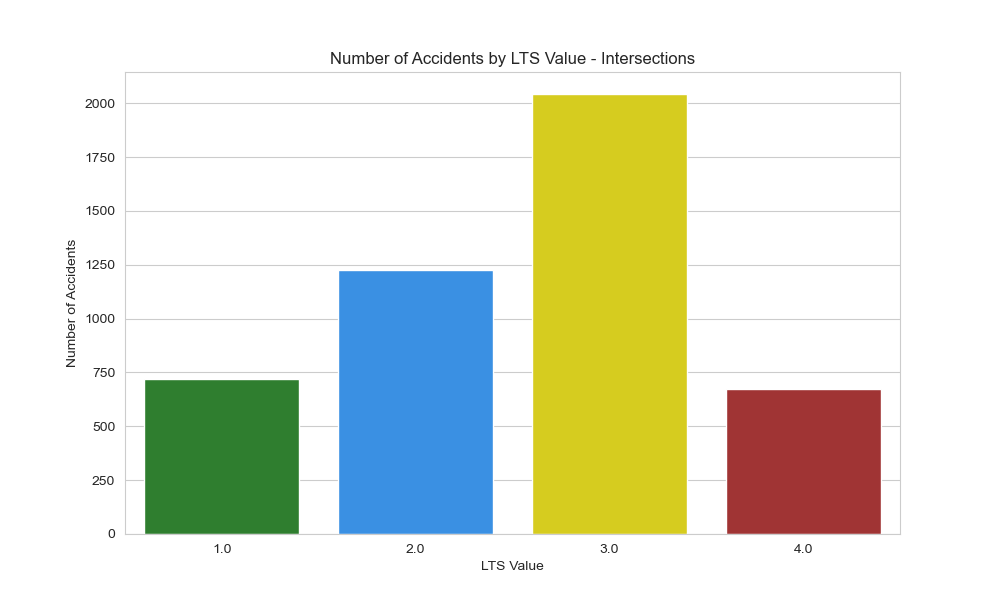 Number of Accidents by LTS Value - Intersections
Number of Accidents
2000
1750
1500
1250
1000
750
500
250
0
1.0 2.0 3.0 4.0
LTS Value